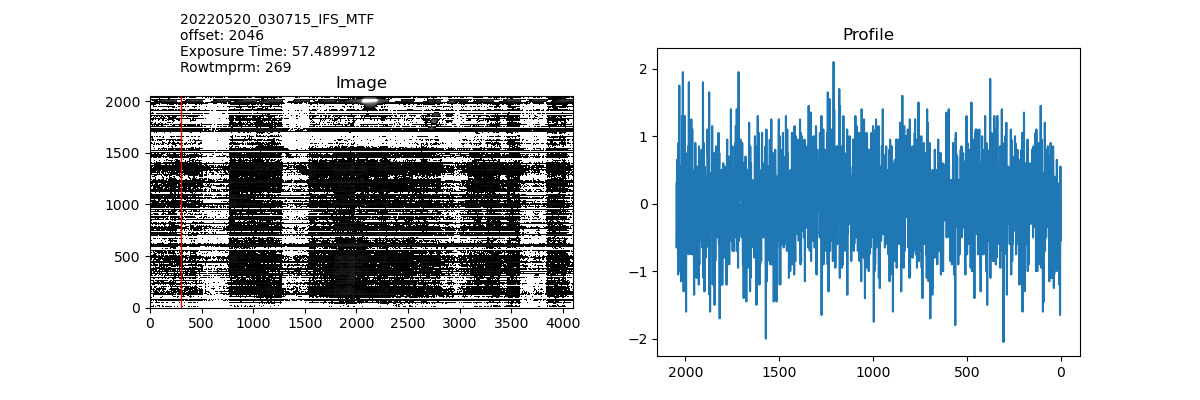 20220520_030715_IFS_MTF
offset: 2046
Exposure Time: 57.4899712
Rowtmprm: 269
Image
2000
1500
1000
500
0
0 500 1000 1500 2000 2500 3000 3500 4000
Profile
2
1
0
−1
−2
2000 1500 1000 500 0